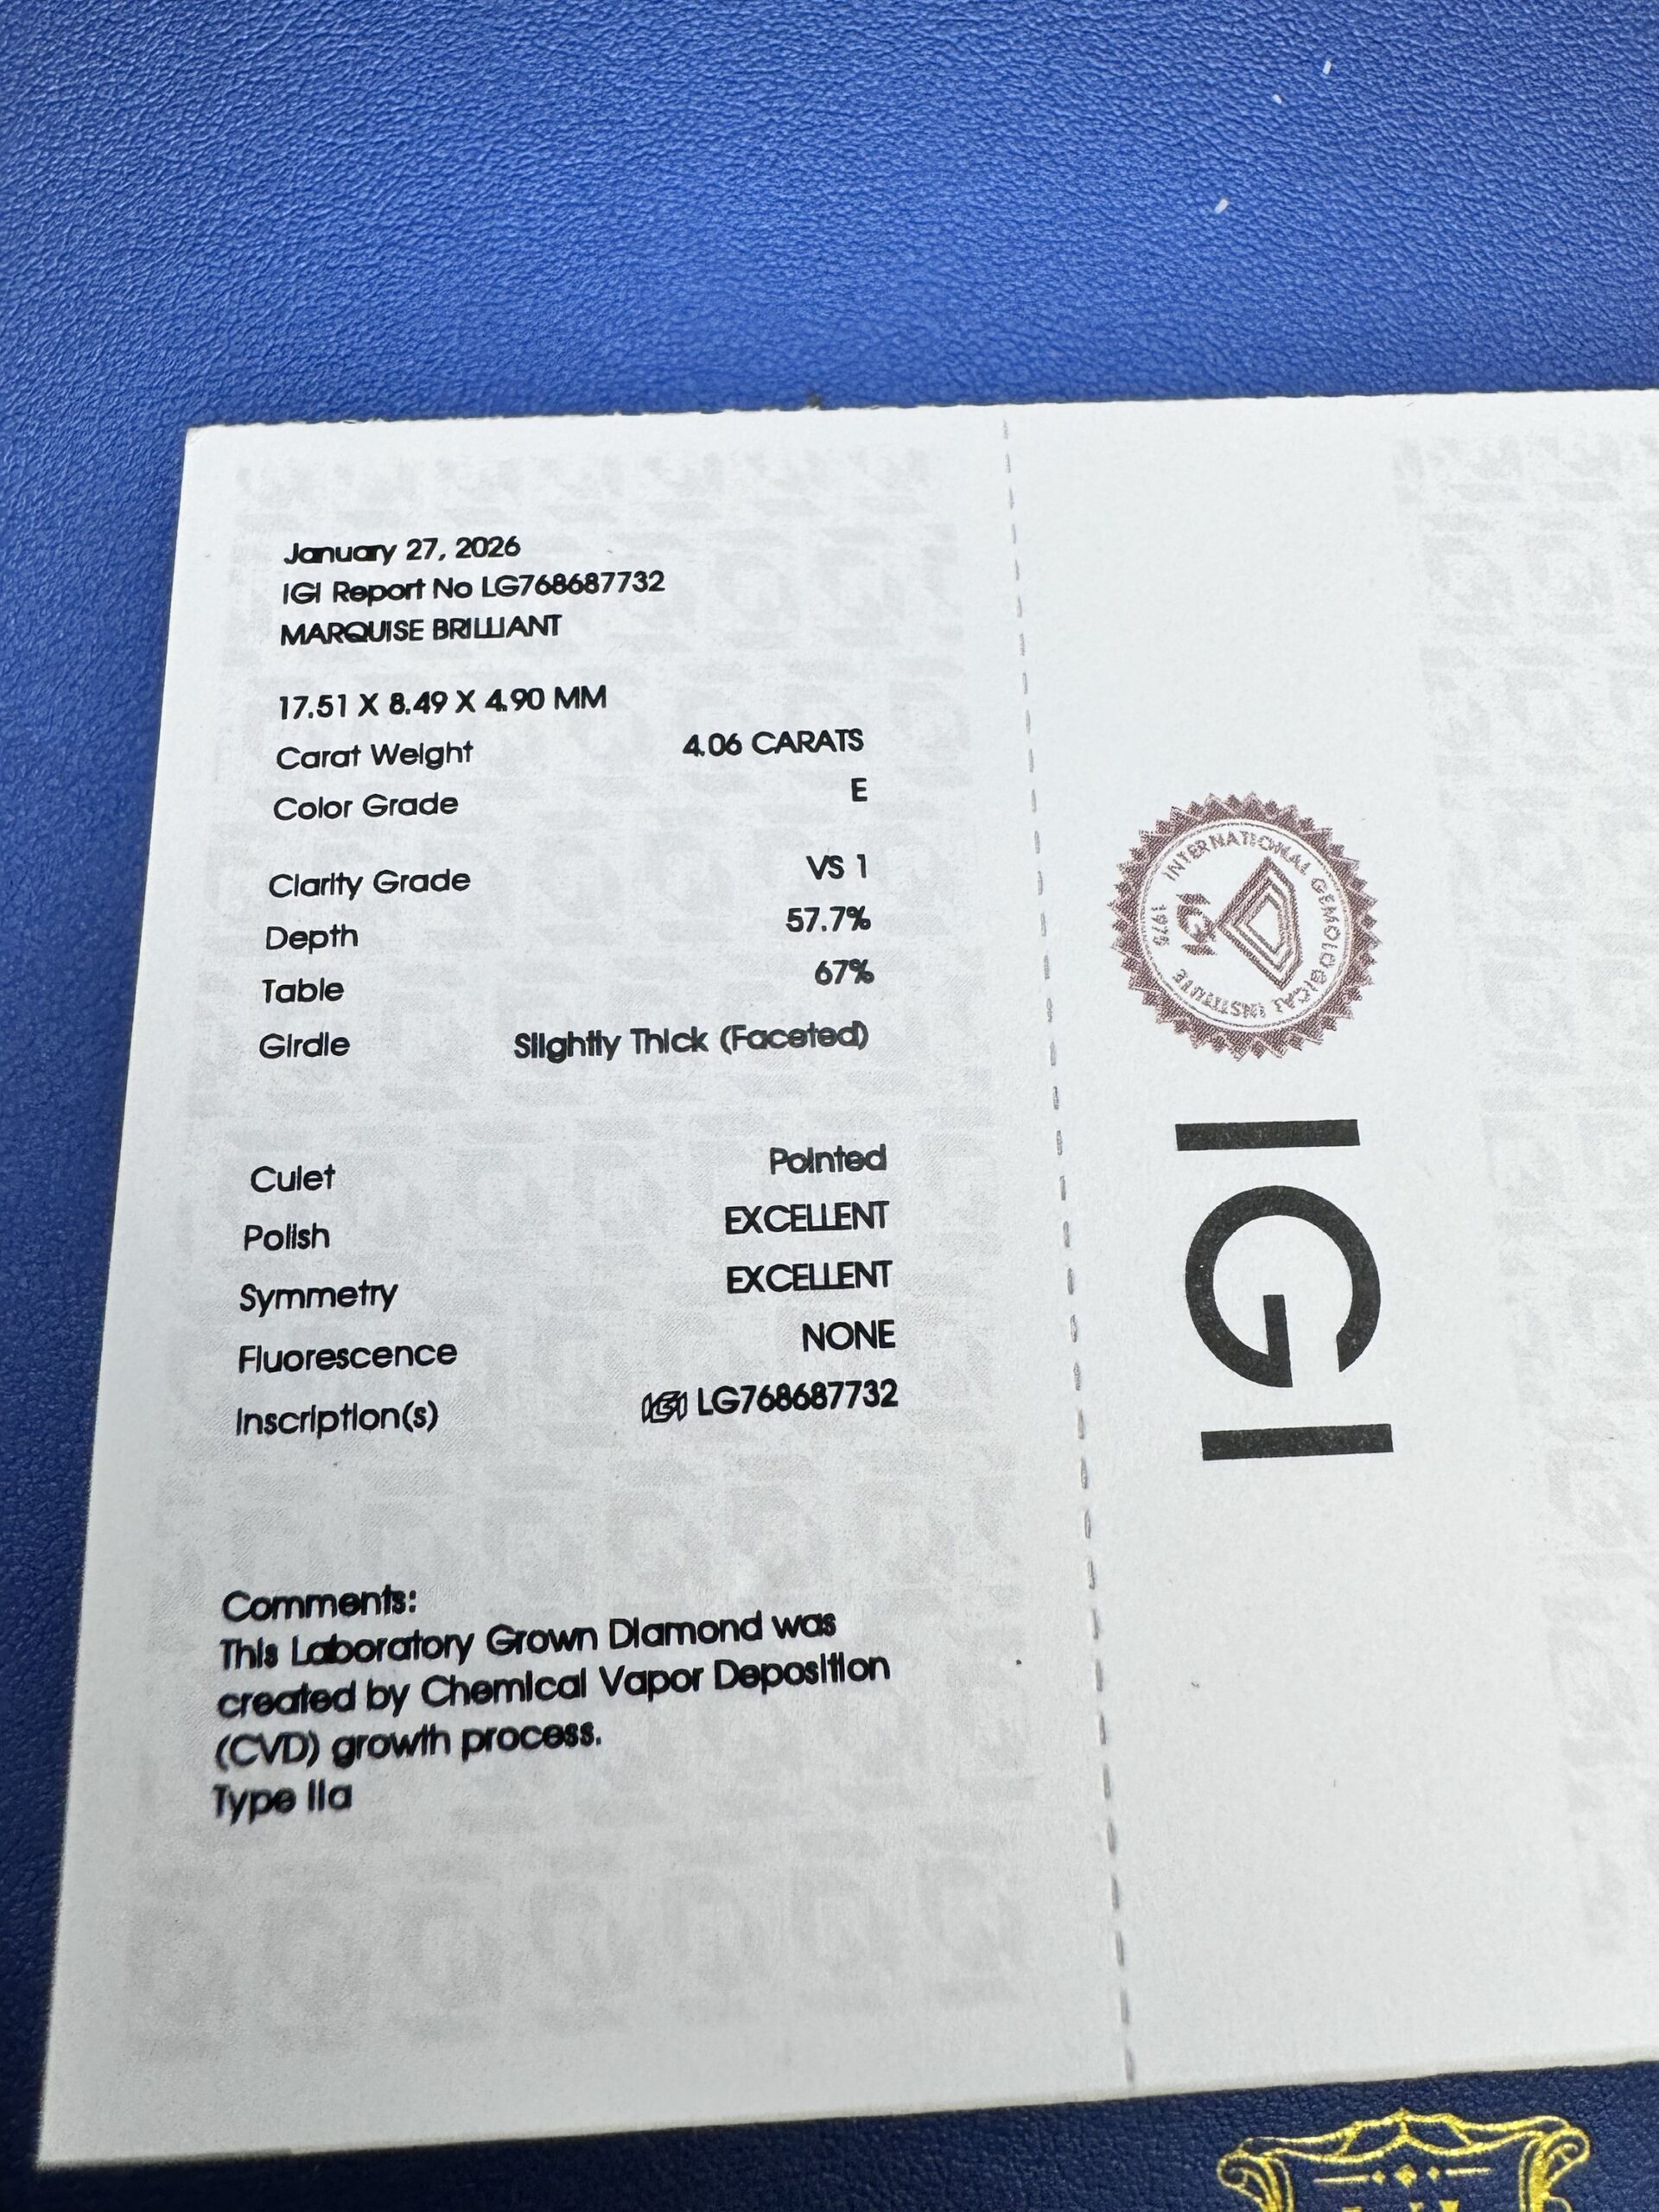 January 27, 2026
IGI Report No LG768687732
MARQUISE BRILLIANT
17.51 X 8.49 X 4.90 MM
Carat Weight 4.06 CARATS
Color Grade E
Clarity Grade VS 1
Depth 57.7%
Table 67%
Girdle Slightly Thick (Faceted)
Culet Pointed
Polish EXCELLENT
Symmetry EXCELLENT
Fluorescence NONE
Inscription(s) IGI LG768687732
Comments:
This Laboratory Grown Diamond was
created by Chemical Vapor Deposition
(CVD) growth process.
Type IIa
INTERNATIONAL GEMOLOGICAL INSTITUTE
IGI
1975
IGI